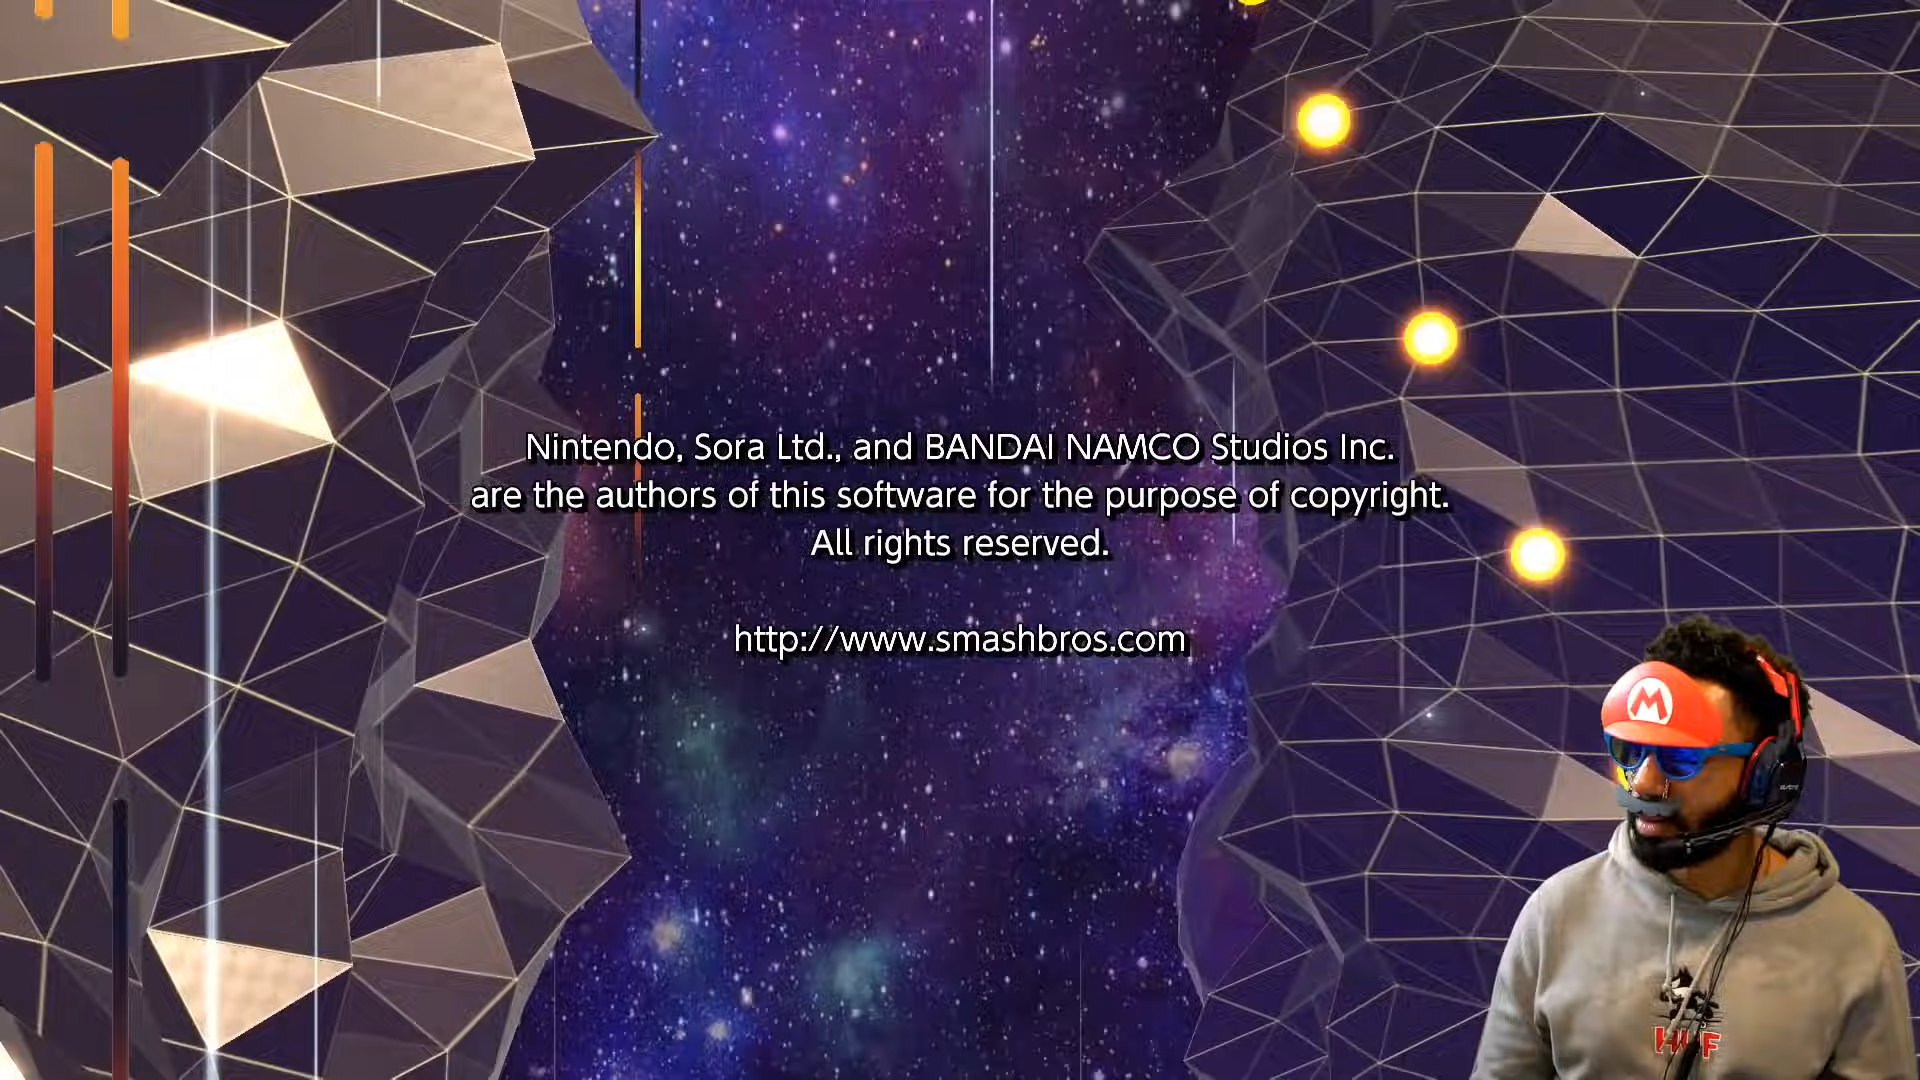 Nintendo, Sora Ltd., and BANDAI NAMCO Studios Inc.
are the authors of this software for the purpose of copyright.
All rights reserved.
http://www.smashbros.com
M
HUF